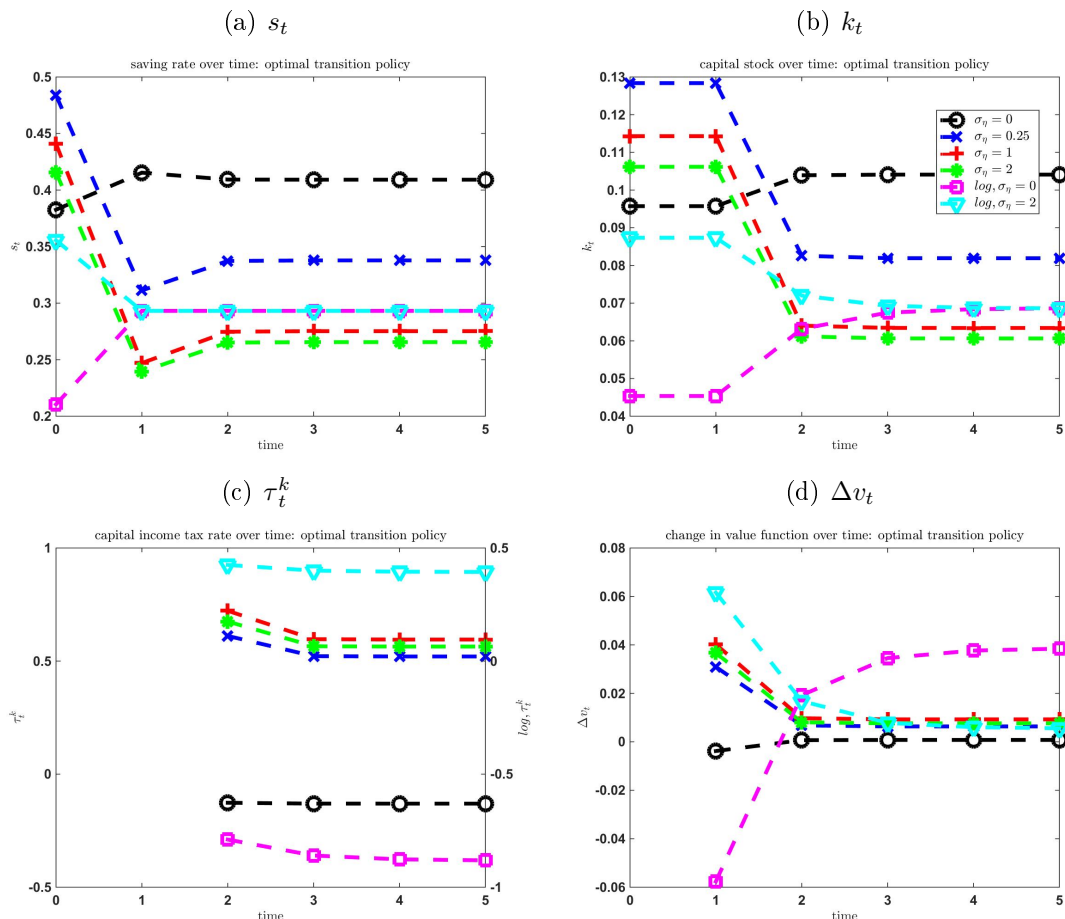 (a) s_t
saving rate over time: optimal transition policy
0.5
0.45
0.4
0.35
0.3
0.25
0.2
s_t
0 1 2 3 4 5
time
(b) k_t
capital stock over time: optimal transition policy
0.13
0.12
0.11
0.1
0.09
0.08
0.07
0.06
0.05
0.04
k_t
σ_η = 0
σ_η = 0.25
σ_η = 1
σ_η = 2
log, σ_η = 0
log, σ_η = 2
0 1 2 3 4 5
time
(c) τ_t^k
capital income tax rate over time: optimal transition policy
1
0.5
0
-0.5
τ_t^k
0.5
0
-0.5
-1
log, τ_t^k
0 1 2 3 4 5
time
(d) Δv_t
change in value function over time: optimal transition policy
0.08
0.06
0.04
0.02
0
-0.02
-0.04
-0.06
Δv_t
0 1 2 3 4 5
time